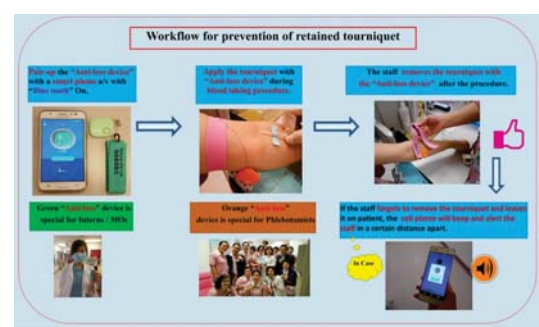 Workflow for prevention of retained tourniquet
Pair-up the "Anti-loss device"
with a smart phone a/v with
"Blue tooth" On.
Apply the tourniquet with
"Anti-loss device" during
blood taking procedure.
The staff removes the tourniquet with
the "Anti-loss device" after the procedure.
Green "Anti-loss" device is
special for Interns / MOs
Orange "Anti-loss"
device is special for Phlebotomists
If the staff forgets to remove the tourniquet and leaves
it on patient, the cell phone will beep and alert the
staff in a certain distance apart.
In Case